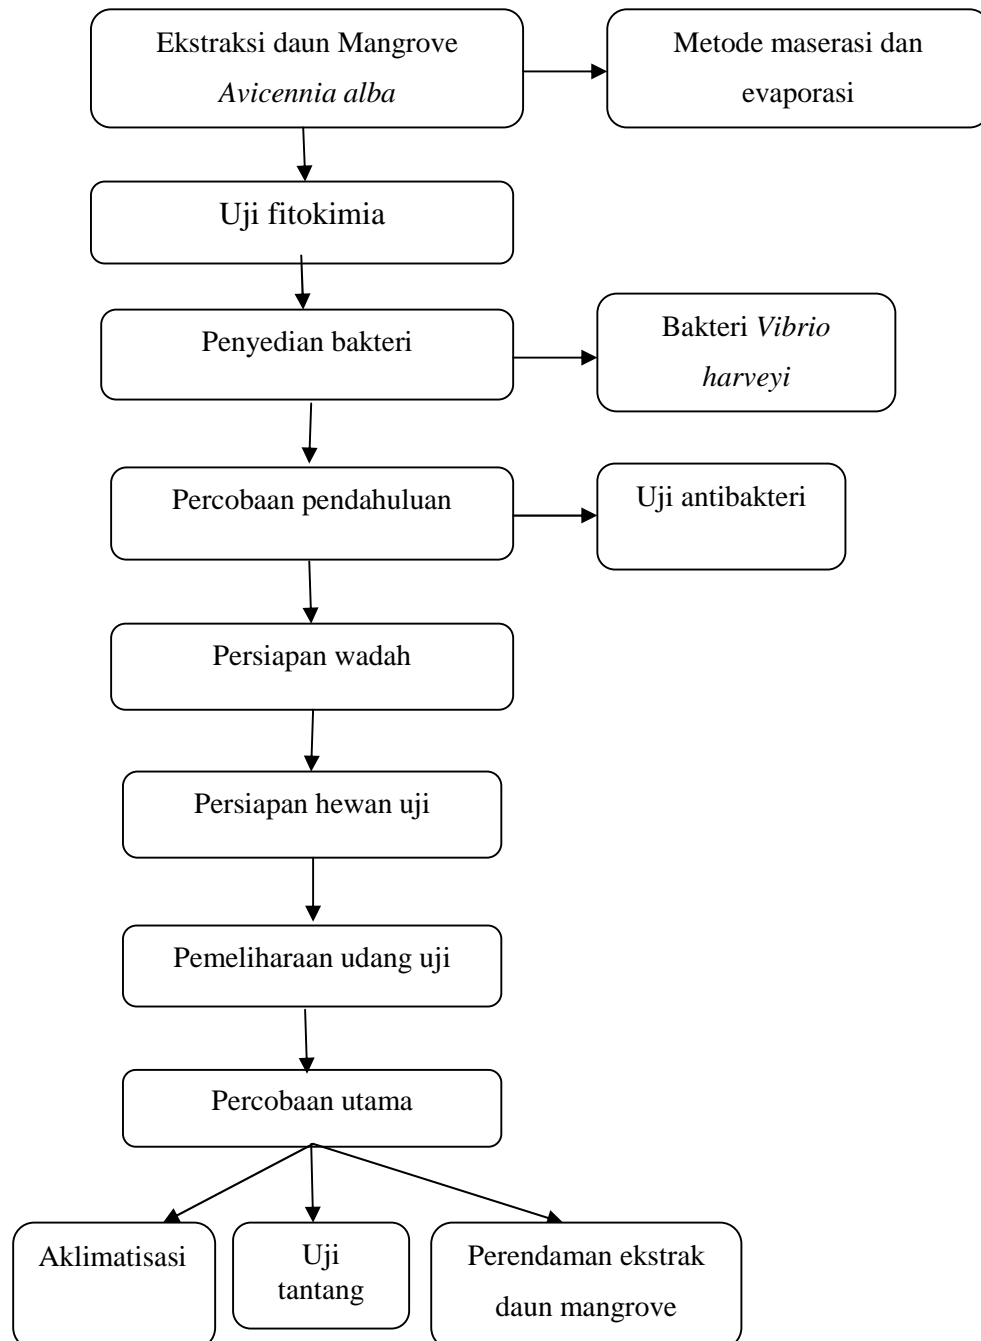 Ekstraksi daun Mangrove
Avicennia alba
Metode maserasi dan
evaporasi
Uji fitokimia
Penyedian bakteri
Bakteri Vibrio
harveyi
Percobaan pendahuluan
Uji antibakteri
Persiapan wadah
Persiapan hewan uji
Pemeliharaan udang uji
Percobaan utama
Aklimatisasi
Uji
tantang
Perendaman ekstrak
daun mangrove